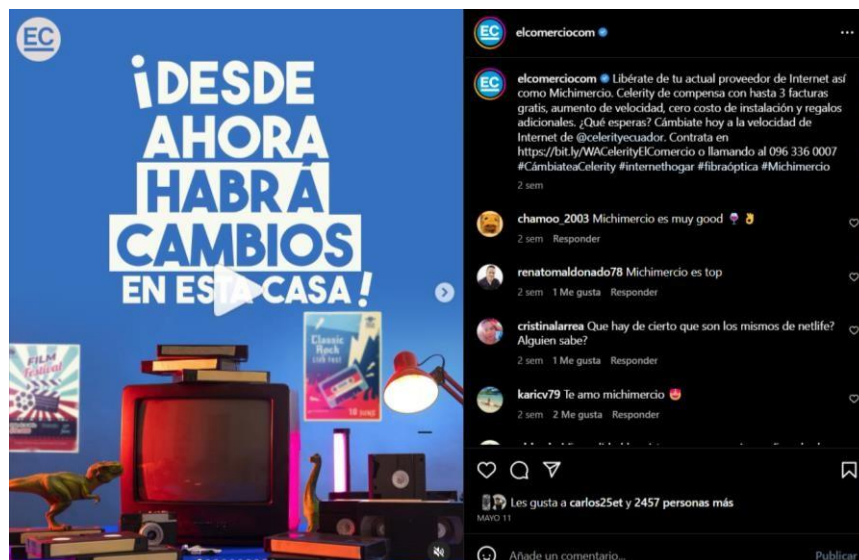 EC
¡DESDE
AHORA
HABRÁ
CAMBIOS
EN ESTA CASA!
FILM
Festival
Classic
Rock
LIVE FEST
EC elcomerciocom
...
EC elcomerciocom Libérate de tu actual proveedor de Internet así
como Michimercio. Celerity de compensa con hasta 3 facturas
gratis, aumento de velocidad, cero costo de instalación y regalos
adicionales. ¿Qué esperas? Cámbiate hoy a la velocidad de
Internet de @celerityecuador. Contrata en
https://bit.ly/WACelerityElComercio o llamando al 096 336 0007
#CámbiateaCelerity #internethogar #fibraóptica #Michimercio
2 sem
chamoo_2003 Michimercio es muy good 🍷👌
2 sem Responder
renatomaldonado78 Michimercio es top
2 sem 1 Me gusta Responder
cristinalarrea Que hay de cierto que son los mismos de netlife?
Alguien sabe?
2 sem 1 Me gusta Responder
karicv79 Te amo michimercio 😍
2 sem 2 Me gusta Responder
Les gusta a carlos25et y 2457 personas más
MAYO 11
Añade un comentario...
Publicar